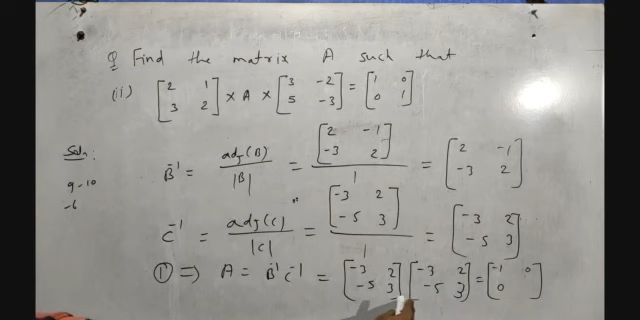 Q Find the matrix A such that
(ii) [2 1; 3 2] × A × [3 -2; 5 -3] = [1 0; 0 1]
Soln:
9-10
-6
B⁻¹ = adj(B)/|B| = [2 -1; -3 2]/1 = [2 -1; -3 2]
C⁻¹ = adj(C)/|C| = [-3 2; -5 3]/1 = [-3 2; -5 3]
① ⇒ A = B⁻¹ C⁻¹ = [-3 2; -5 3] [-3 2; -5 3] = [-1 0; 0]